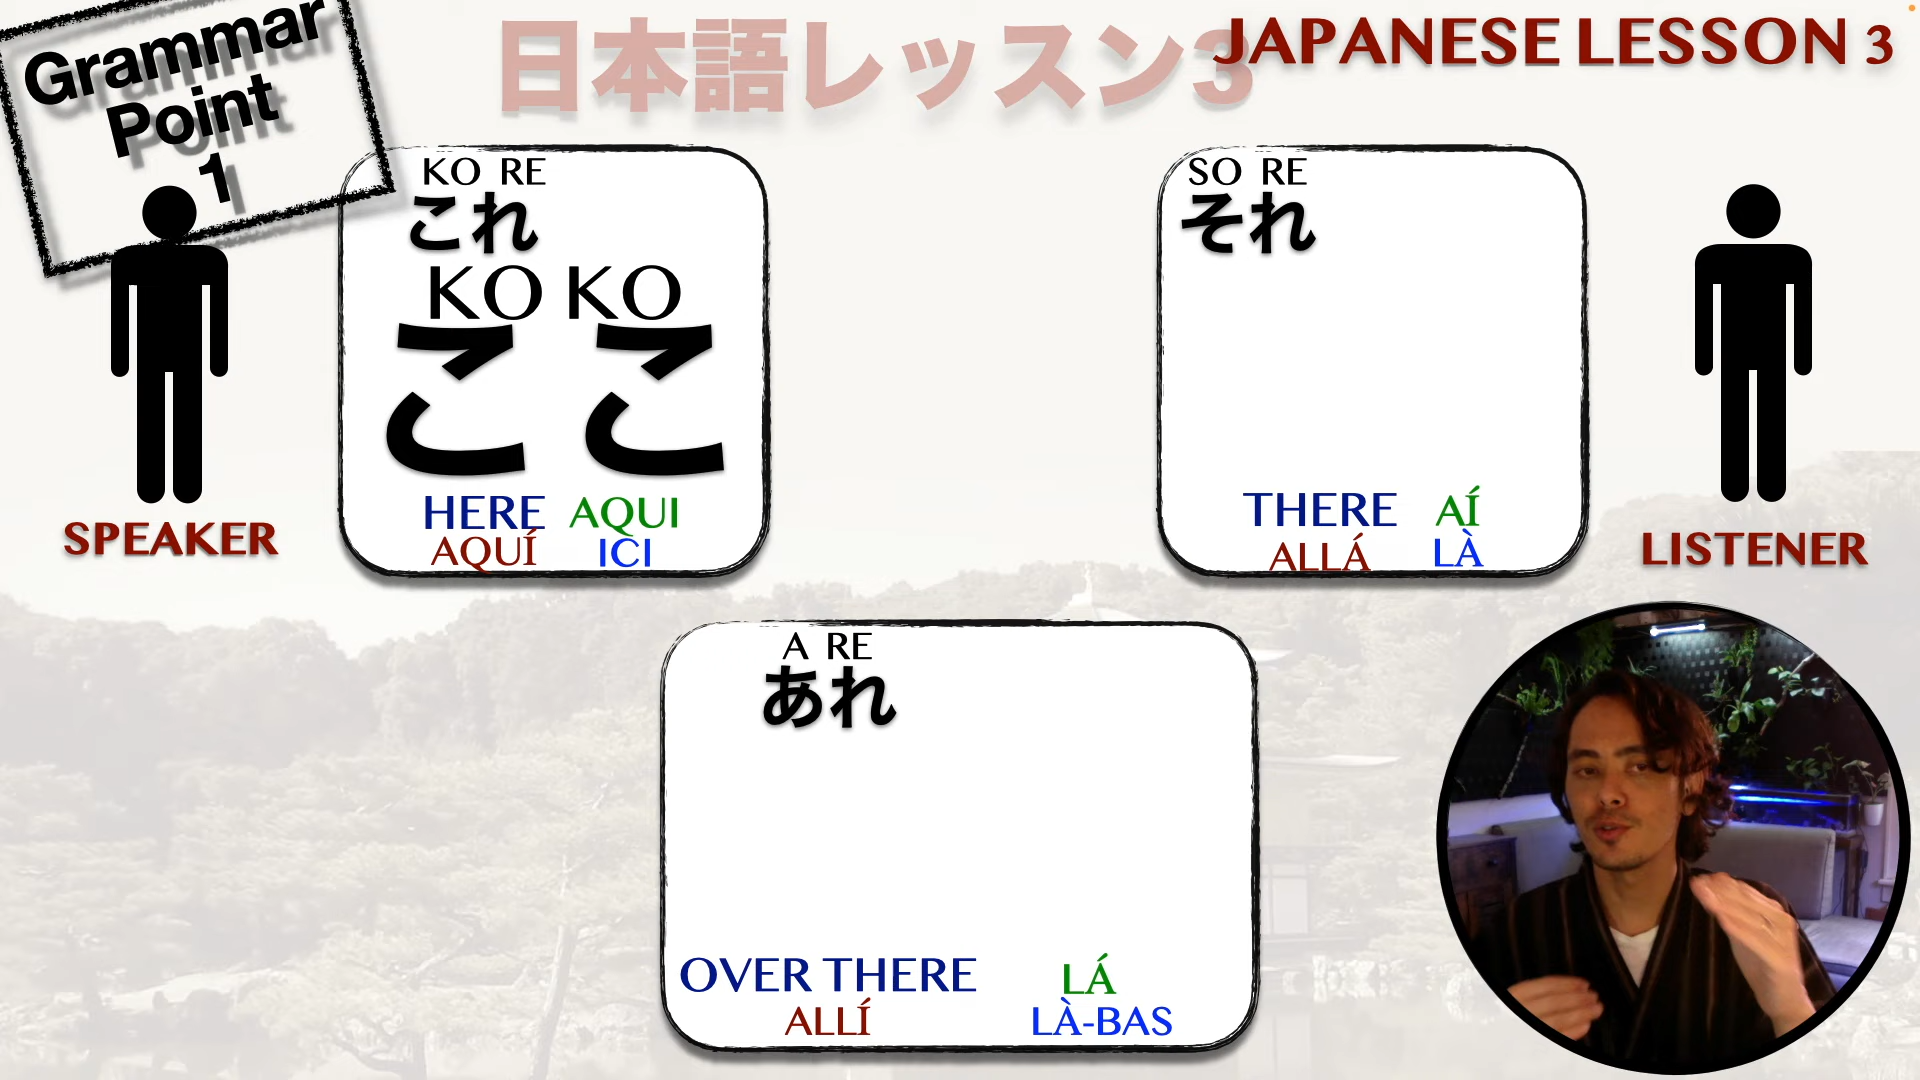 Grammar
Point
1
日本語レッスン3
JAPANESE LESSON 3
KO RE
これ
KO KO
ここ
HERE AQUI
AQUÍ ICI
SPEAKER
SO RE
それ
THERE AÍ
ALLÁ LÀ
LISTENER
A RE
あれ
OVER THERE LÁ
ALLÍ LÀ-BAS